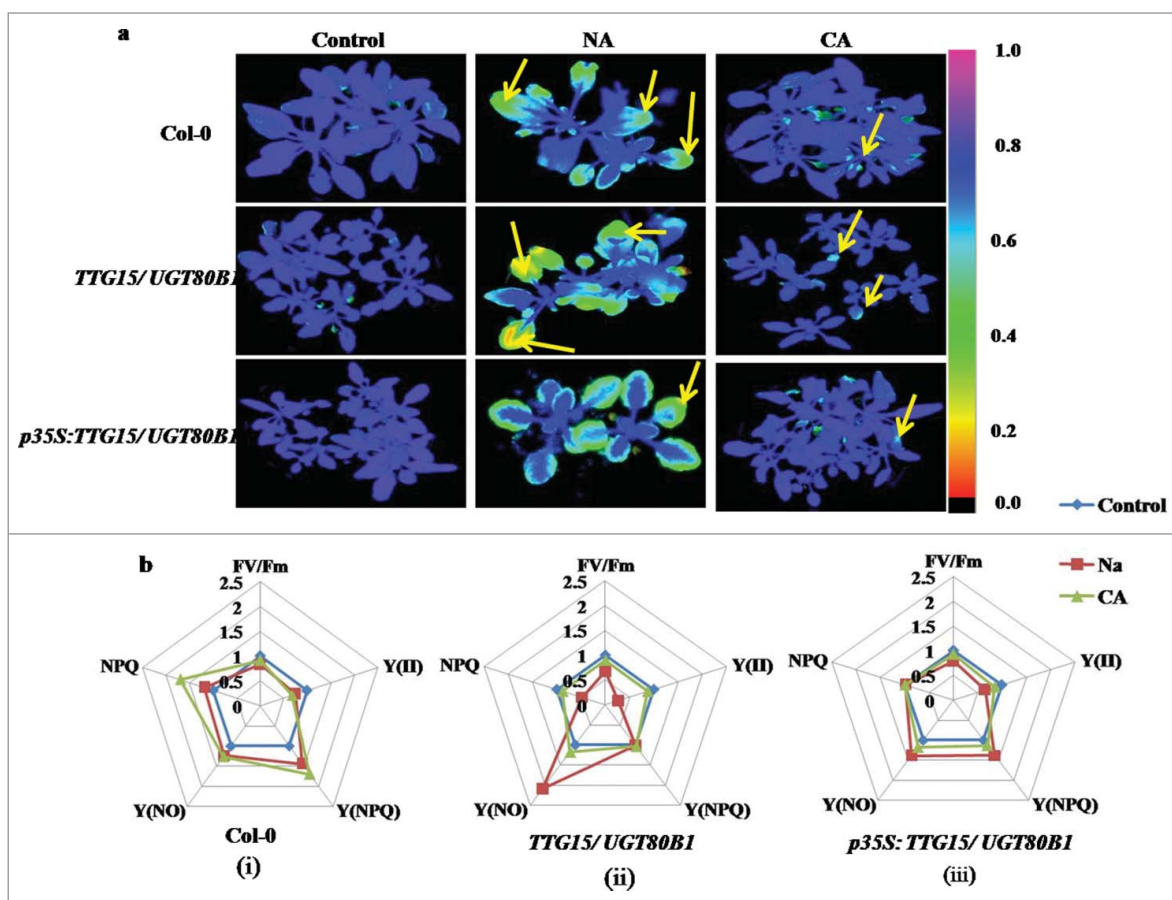 a
Control NA CA
Col-0
TTG15/ UGT80B1
p35S:TTG15/ UGT80B1
1.0
0.8
0.6
0.4
0.2
0.0
Control
Na
CA
b
FV/Fm
2.5
2
1.5
1
0.5
0
NPQ
Y(II)
Y(NO)
Y(NPQ)
Col-0
(i)
FV/Fm
2.5
2
1.5
1
0.5
0
NPQ
Y(II)
Y(NO)
Y(NPQ)
TTG15/ UGT80B1
(ii)
FV/Fm
2.5
2
1.5
1
0.5
0
NPQ
Y(II)
Y(NO)
Y(NPQ)
p35S: TTG15/ UGT80B1
(iii)